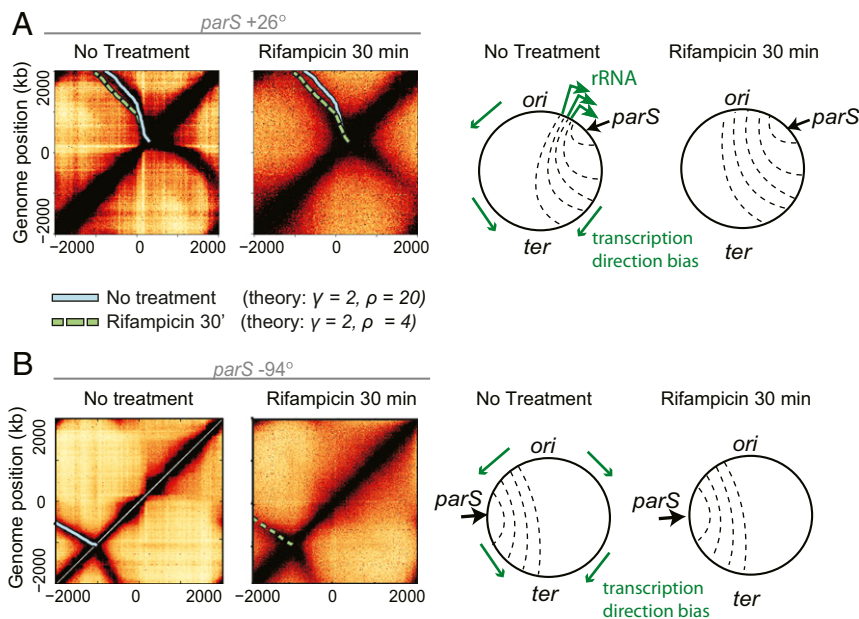 A
parS +26°
No Treatment
Rifampicin 30 min
No Treatment
Rifampicin 30 min
Genome position (kb)
2000
0
−2000
−2000
0
2000
−2000
0
2000
ori
rRNA
parS
ter
transcription
direction bias
ori
parS
ter
No treatment (theory: γ = 2, ρ = 20)
Rifampicin 30' (theory: γ = 2, ρ = 4)
B
parS -94°
No treatment
Rifampicin 30 min
No Treatment
Rifampicin 30 min
Genome position (kb)
2000
0
−2000
−2000
0
2000
−2000
0
2000
ori
parS
ter
transcription
direction bias
ori
parS
ter